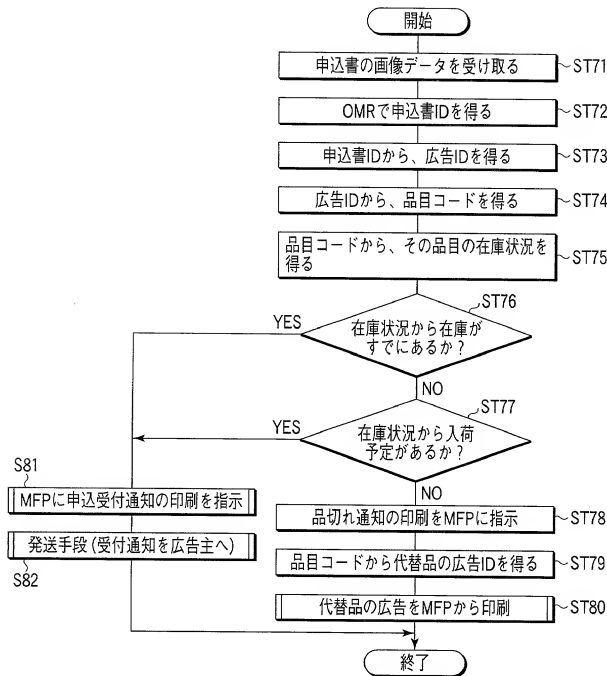 開始
申込書の画像データを受け取る
ST71
OMRで申込書IDを得る
ST72
申込書IDから、広告IDを得る
ST73
広告IDから、品目コードを得る
ST74
品目コードから、その品目の在庫状況を
得る
ST75
ST76
YES
在庫状況から在庫が
すでにあるか？
NO
ST77
YES
在庫状況から入荷
予定があるか？
NO
S81
MFPに申込受付通知の印刷を指示
発送手段(受付通知を広告主へ)
S82
品切れ通知の印刷をMFPに指示
ST78
品目コードから代替品の広告IDを得る
ST79
代替品の広告をMFPから印刷
ST80
終了